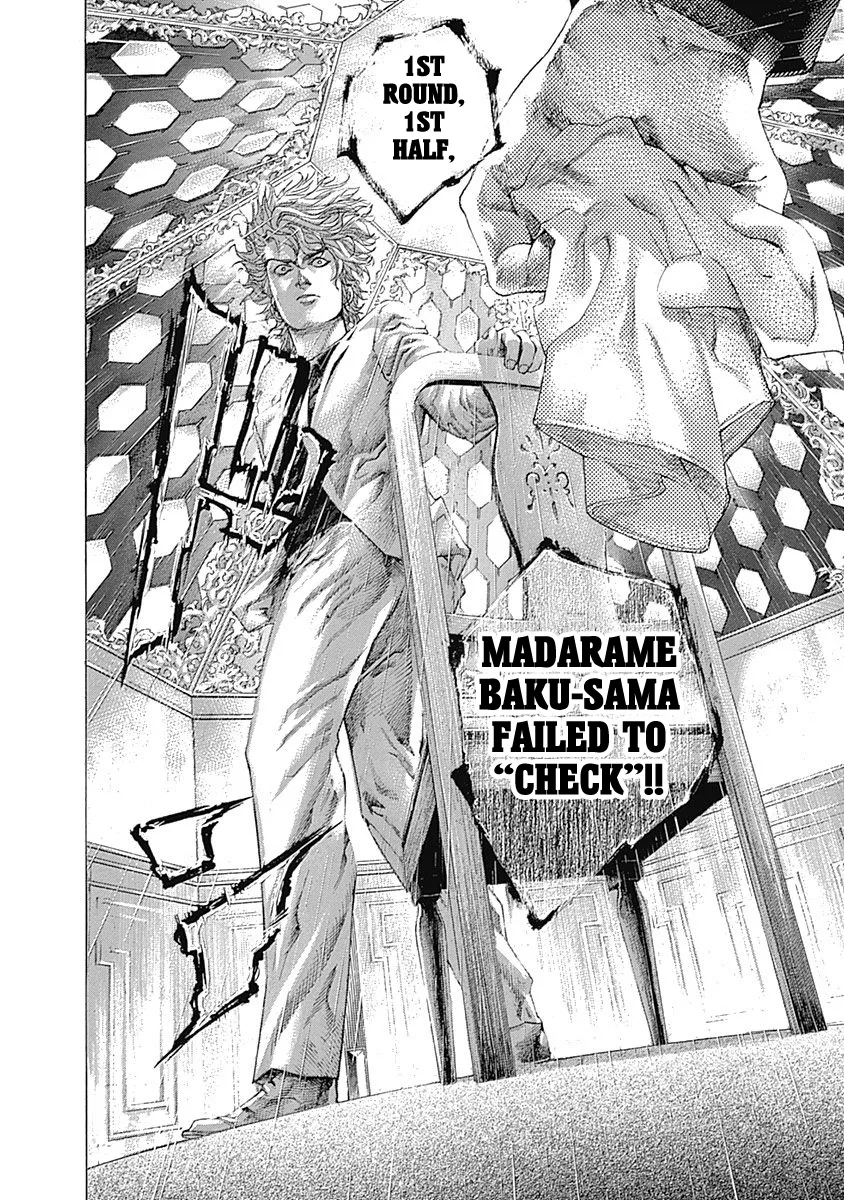 1ST
ROUND,
1ST
HALF,
MADARAME
BAKU-SAMA
FAILED TO
“CHECK”!!